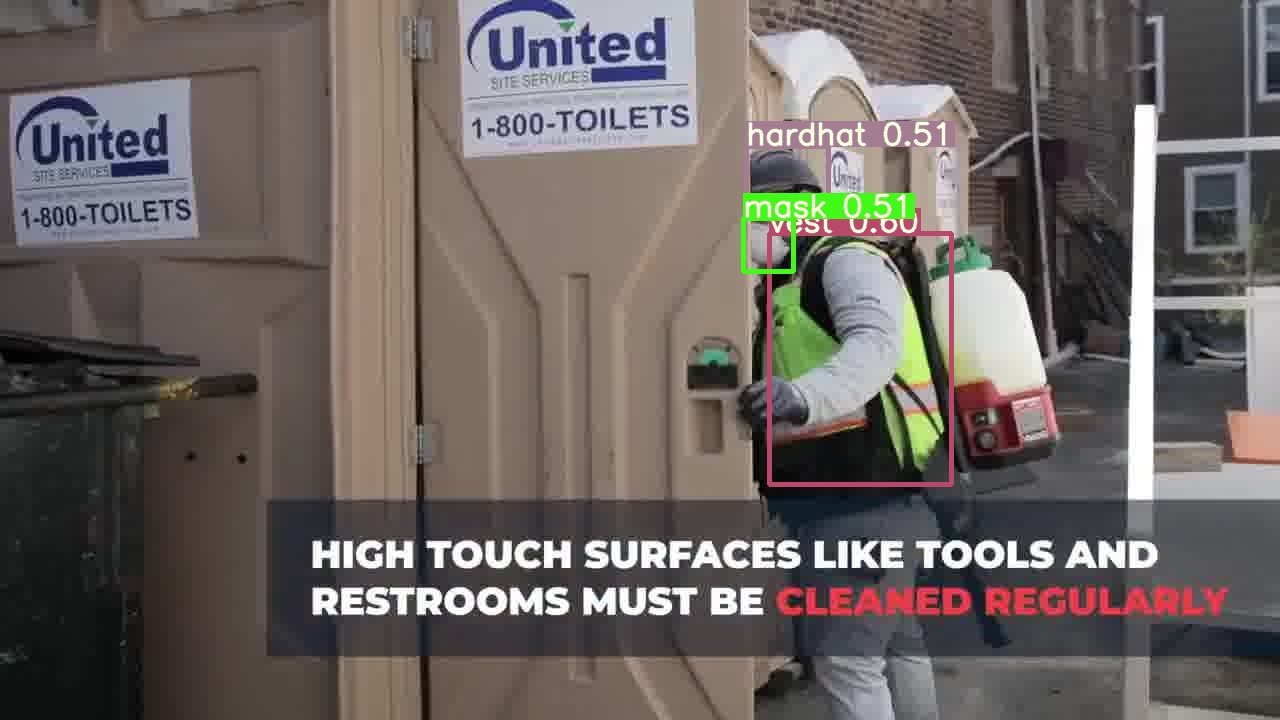 United
SITE SERVICES
1-800-TOILETS
United
SITE SERVICES
1-800-TOILETS
hardhat 0.51
mask 0.51
vest 0.60
United
HIGH TOUCH SURFACES LIKE TOOLS AND
RESTROOMS MUST BE CLEANED REGULARLY